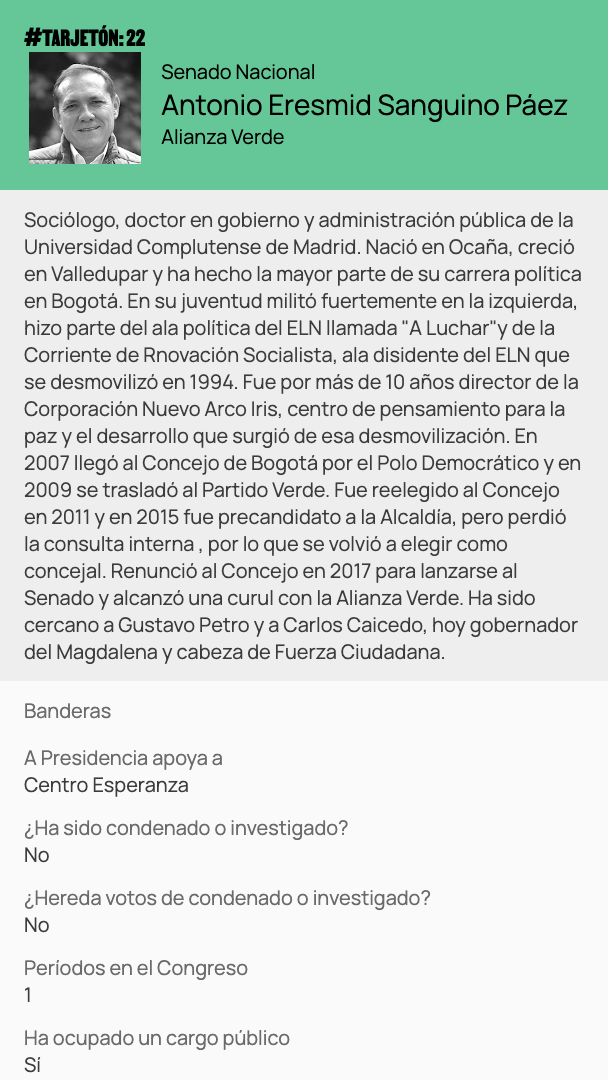 #TARJETÓN: 22
Senado Nacional
Antonio Eresmid Sanguino Páez
Alianza Verde
Sociólogo, doctor en gobierno y administración pública de la
Universidad Complutense de Madrid. Nació en Ocaña, creció
en Valledupar y ha hecho la mayor parte de su carrera política
en Bogotá. En su juventud militó fuertemente en la izquierda,
hizo parte del ala política del ELN llamada "A Luchar"y de la
Corriente de Rnovación Socialista, ala disidente del ELN que
se desmovilizó en 1994. Fue por más de 10 años director de la
Corporación Nuevo Arco Iris, centro de pensamiento para la
paz y el desarrollo que surgió de esa desmovilización. En
2007 llegó al Concejo de Bogotá por el Polo Democrático y en
2009 se trasladó al Partido Verde. Fue reelegido al Concejo
en 2011 y en 2015 fue precandidato a la Alcaldía, pero perdió
la consulta interna , por lo que se volvió a elegir como
concejal. Renunció al Concejo en 2017 para lanzarse al
Senado y alcanzó una curul con la Alianza Verde. Ha sido
cercano a Gustavo Petro y a Carlos Caicedo, hoy gobernador
del Magdalena y cabeza de Fuerza Ciudadana.
Banderas
A Presidencia apoya a
Centro Esperanza
¿Ha sido condenado o investigado?
No
¿Hereda votos de condenado o investigado?
No
Períodos en el Congreso
1
Ha ocupado un cargo público
Sí